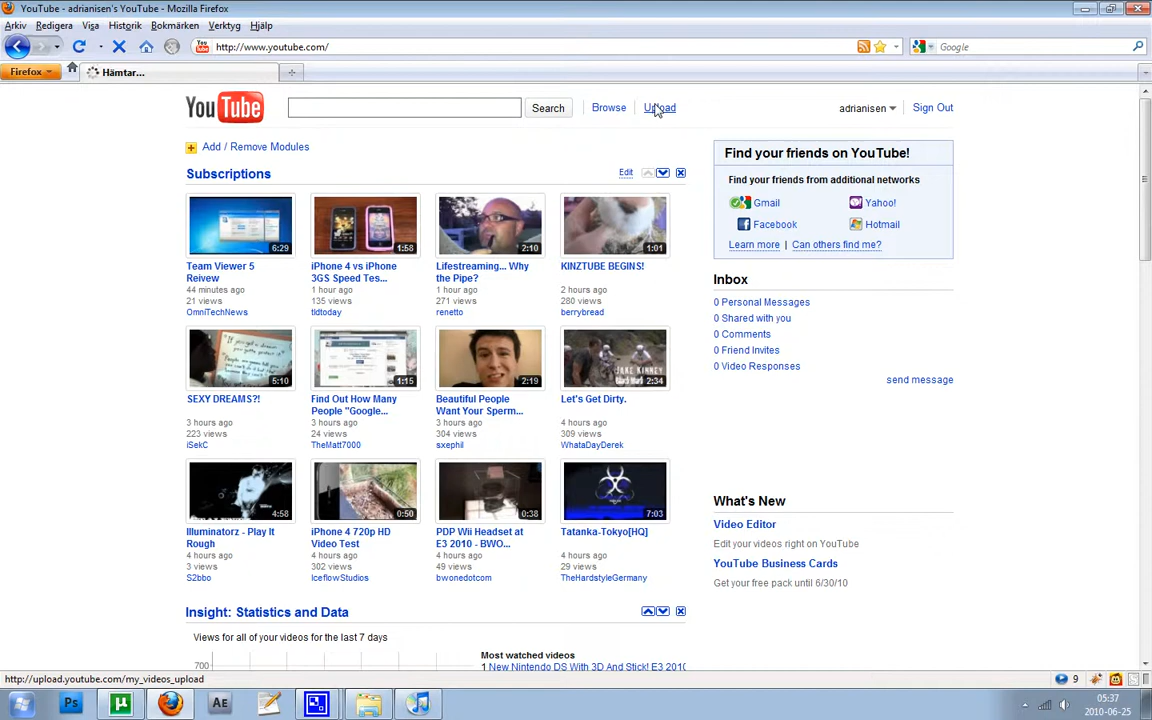 YouTube - adrianisen's YouTube - Mozilla Firefox
Arkiv Redigera Visa Historik Bokmärken Verktyg Hjälp
http://www.youtube.com/
Google
Firefox
Hämtar...
You Tube
Search
Browse
Upload
adrianisen
Sign Out
Add / Remove Modules
Subscriptions
Edit
6:29
1:58
2:10
1:01
Team Viewer 5 Reivew
44 minutes ago
21 views
OmniTechNews
iPhone 4 vs iPhone 3GS Speed Tes...
1 hour ago
135 views
tldtoday
Lifestreaming... Why the Pipe?
1 hour ago
271 views
renetto
KINZTUBE BEGINS!
2 hours ago
280 views
berrybread
5:10
1:15
2:19
2:34
SEXY DREAMS?!
3 hours ago
223 views
iSekC
Find Out How Many People "Google...
3 hours ago
24 views
TheMatt7000
Beautiful People Want Your Sperm...
3 hours ago
304 views
sxephil
Let's Get Dirty.
4 hours ago
309 views
WhataDayDerek
4:58
0:50
0:38
7:03
Illuminatorz - Play It Rough
4 hours ago
3 views
S2bbo
iPhone 4 720p HD Video Test
4 hours ago
302 views
IceflowStudios
PDP Wii Headset at E3 2010 - BWO...
4 hours ago
49 views
bwonedotcom
Tatanka-Tokyo[HQ]
4 hours ago
29 views
TheHardstyleGermany
Insight: Statistics and Data
Views for all of your videos for the last 7 days
700
Most watched videos
1 New Nintendo DS With 3D And Stick! E3 2010
Find your friends on YouTube!
Find your friends from additional networks
Gmail
Yahoo!
Facebook
Hotmail
Learn more | Can others find me?
Inbox
0 Personal Messages
0 Shared with you
0 Comments
0 Friend Invites
0 Video Responses
send message
What's New
Video Editor
Edit your videos right on YouTube
YouTube Business Cards
Get your free pack until 6/30/10
http://upload.youtube.com/my_videos_upload
9
Ps
µ
Ae
05:37
2010-06-25